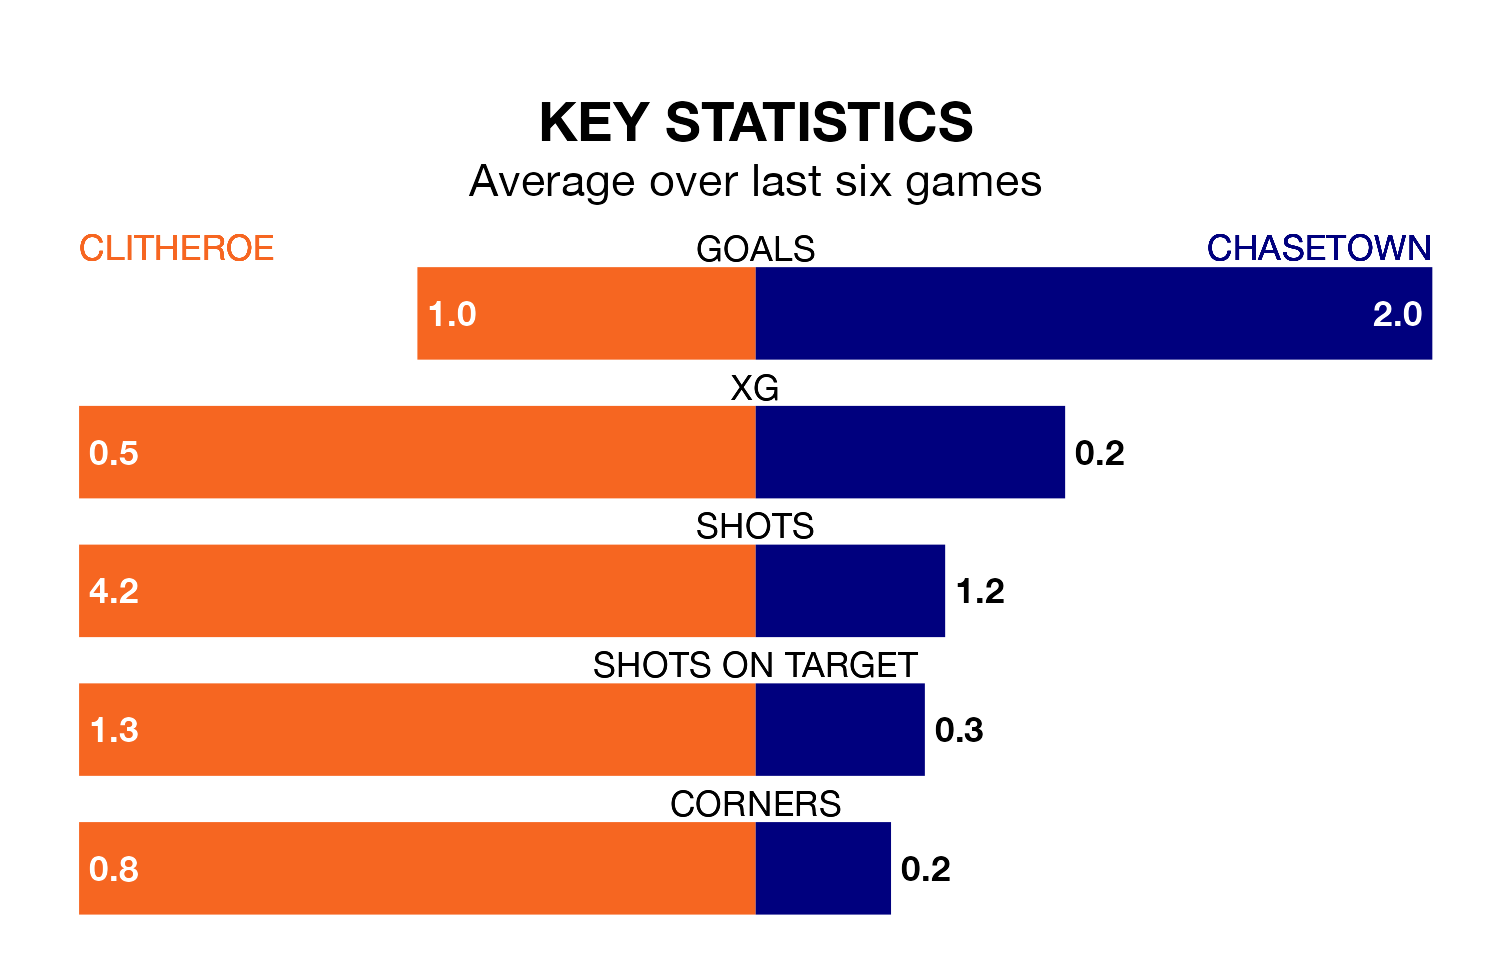 KEY STATISTICS
Average over last six games
CLITHEROE GOALS CHASETOWN
1.0 2.0
XG
0.5 0.2
SHOTS
4.2 1.2
SHOTS ON TARGET
1.3 0.3
CORNERS
0.8 0.2